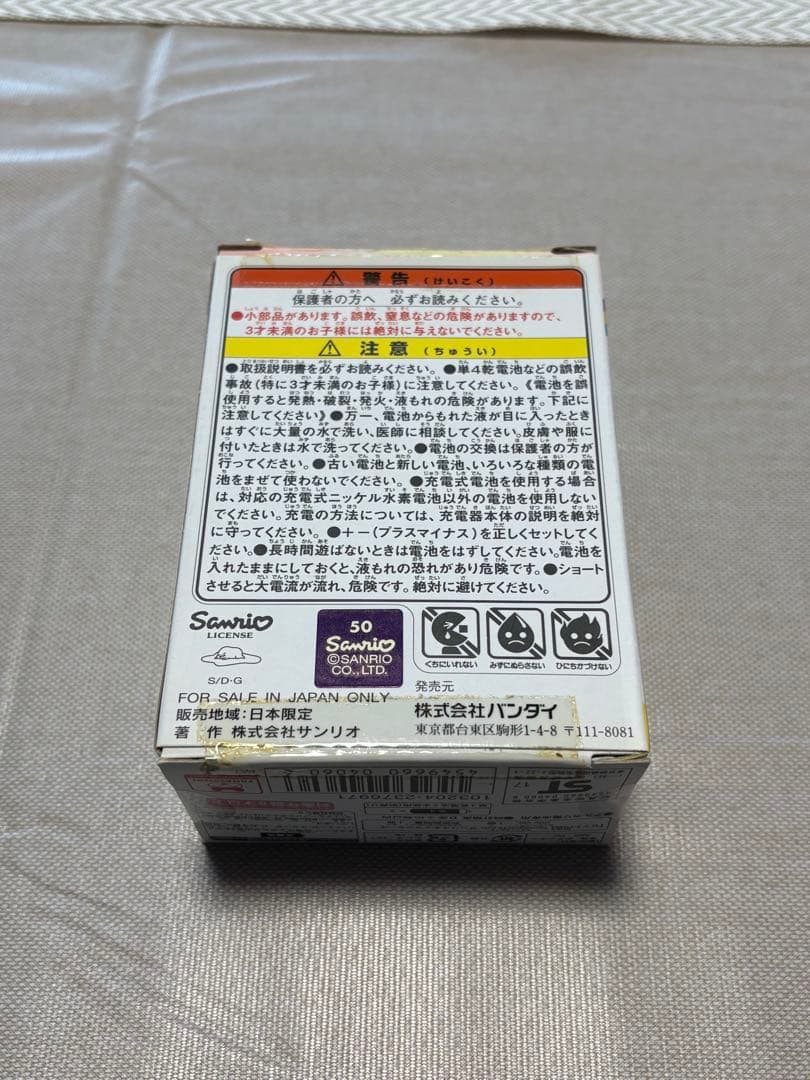 ⚠ 警告 (けいこく)
保護者の方へ 必ずお読みください。
●小部品があります。誤飲、窒息などの危険がありますので、
3才未満のお子様には絶対に与えないでください。
⚠ 注意 (ちゅうい)
●取扱説明書を必ずお読みください。●単4乾電池などの誤飲
事故(特に3才未満のお子様)に注意してください。《電池を誤
使用すると発熱・破裂・発火・液もれの危険があります。下記に
注意してください》●万一、電池からもれた液が目に入ったとき
はすぐに大量の水で洗い、医師に相談してください。皮膚や服に
付いたときは水で洗ってください。●電池の交換は保護者の方が
行ってください。●古い電池と新しい電池、いろいろな種類の電
池をまぜて使わないでください。●充電式電池を使用する場合
は、対応の充電式ニッケル水素電池以外の電池を使用しない
でください。充電の方法については、充電器本体の説明を絶対
に守ってください。●+-(プラスマイナス)を正しくセットしてくだ
さい。●長時間遊ばないときは電池をはずしてください。電池を
入れたままにしておくと、液もれの恐れがあり危険です。●ショート
させると大電流が流れ、危険です。絶対に避けてください。
Sanrio
LICENSE
S/D・G
50
Sanrio
©SANRIO
CO., LTD.
くちにいれない
みずにぬらさない
ひにちかづけない
FOR SALE IN JAPAN ONLY
販売地域:日本限定
著 作 株式会社サンリオ
発売元
株式会社バンダイ
東京都台東区駒形1-4-8 〒111-8081
4549660 04060
103204-2376971
ST
17